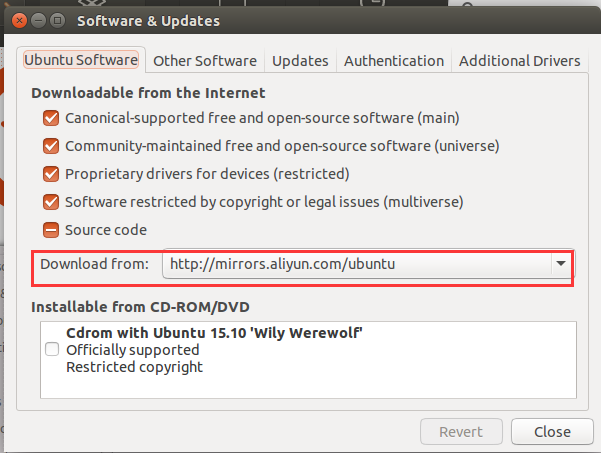 Software & Updates
Ubuntu Software
Other Software
Updates
Authentication
Additional Drivers
Downloadable from the Internet
Canonical-supported free and open-source software (main)
Community-maintained free and open-source software (universe)
Proprietary drivers for devices (restricted)
Software restricted by copyright or legal issues (multiverse)
Source code
Download from: http://mirrors.aliyun.com/ubuntu
Installable from CD-ROM/DVD
Cdrom with Ubuntu 15.10 'Wily Werewolf'
Officially supported
Restricted copyright
Revert
Close